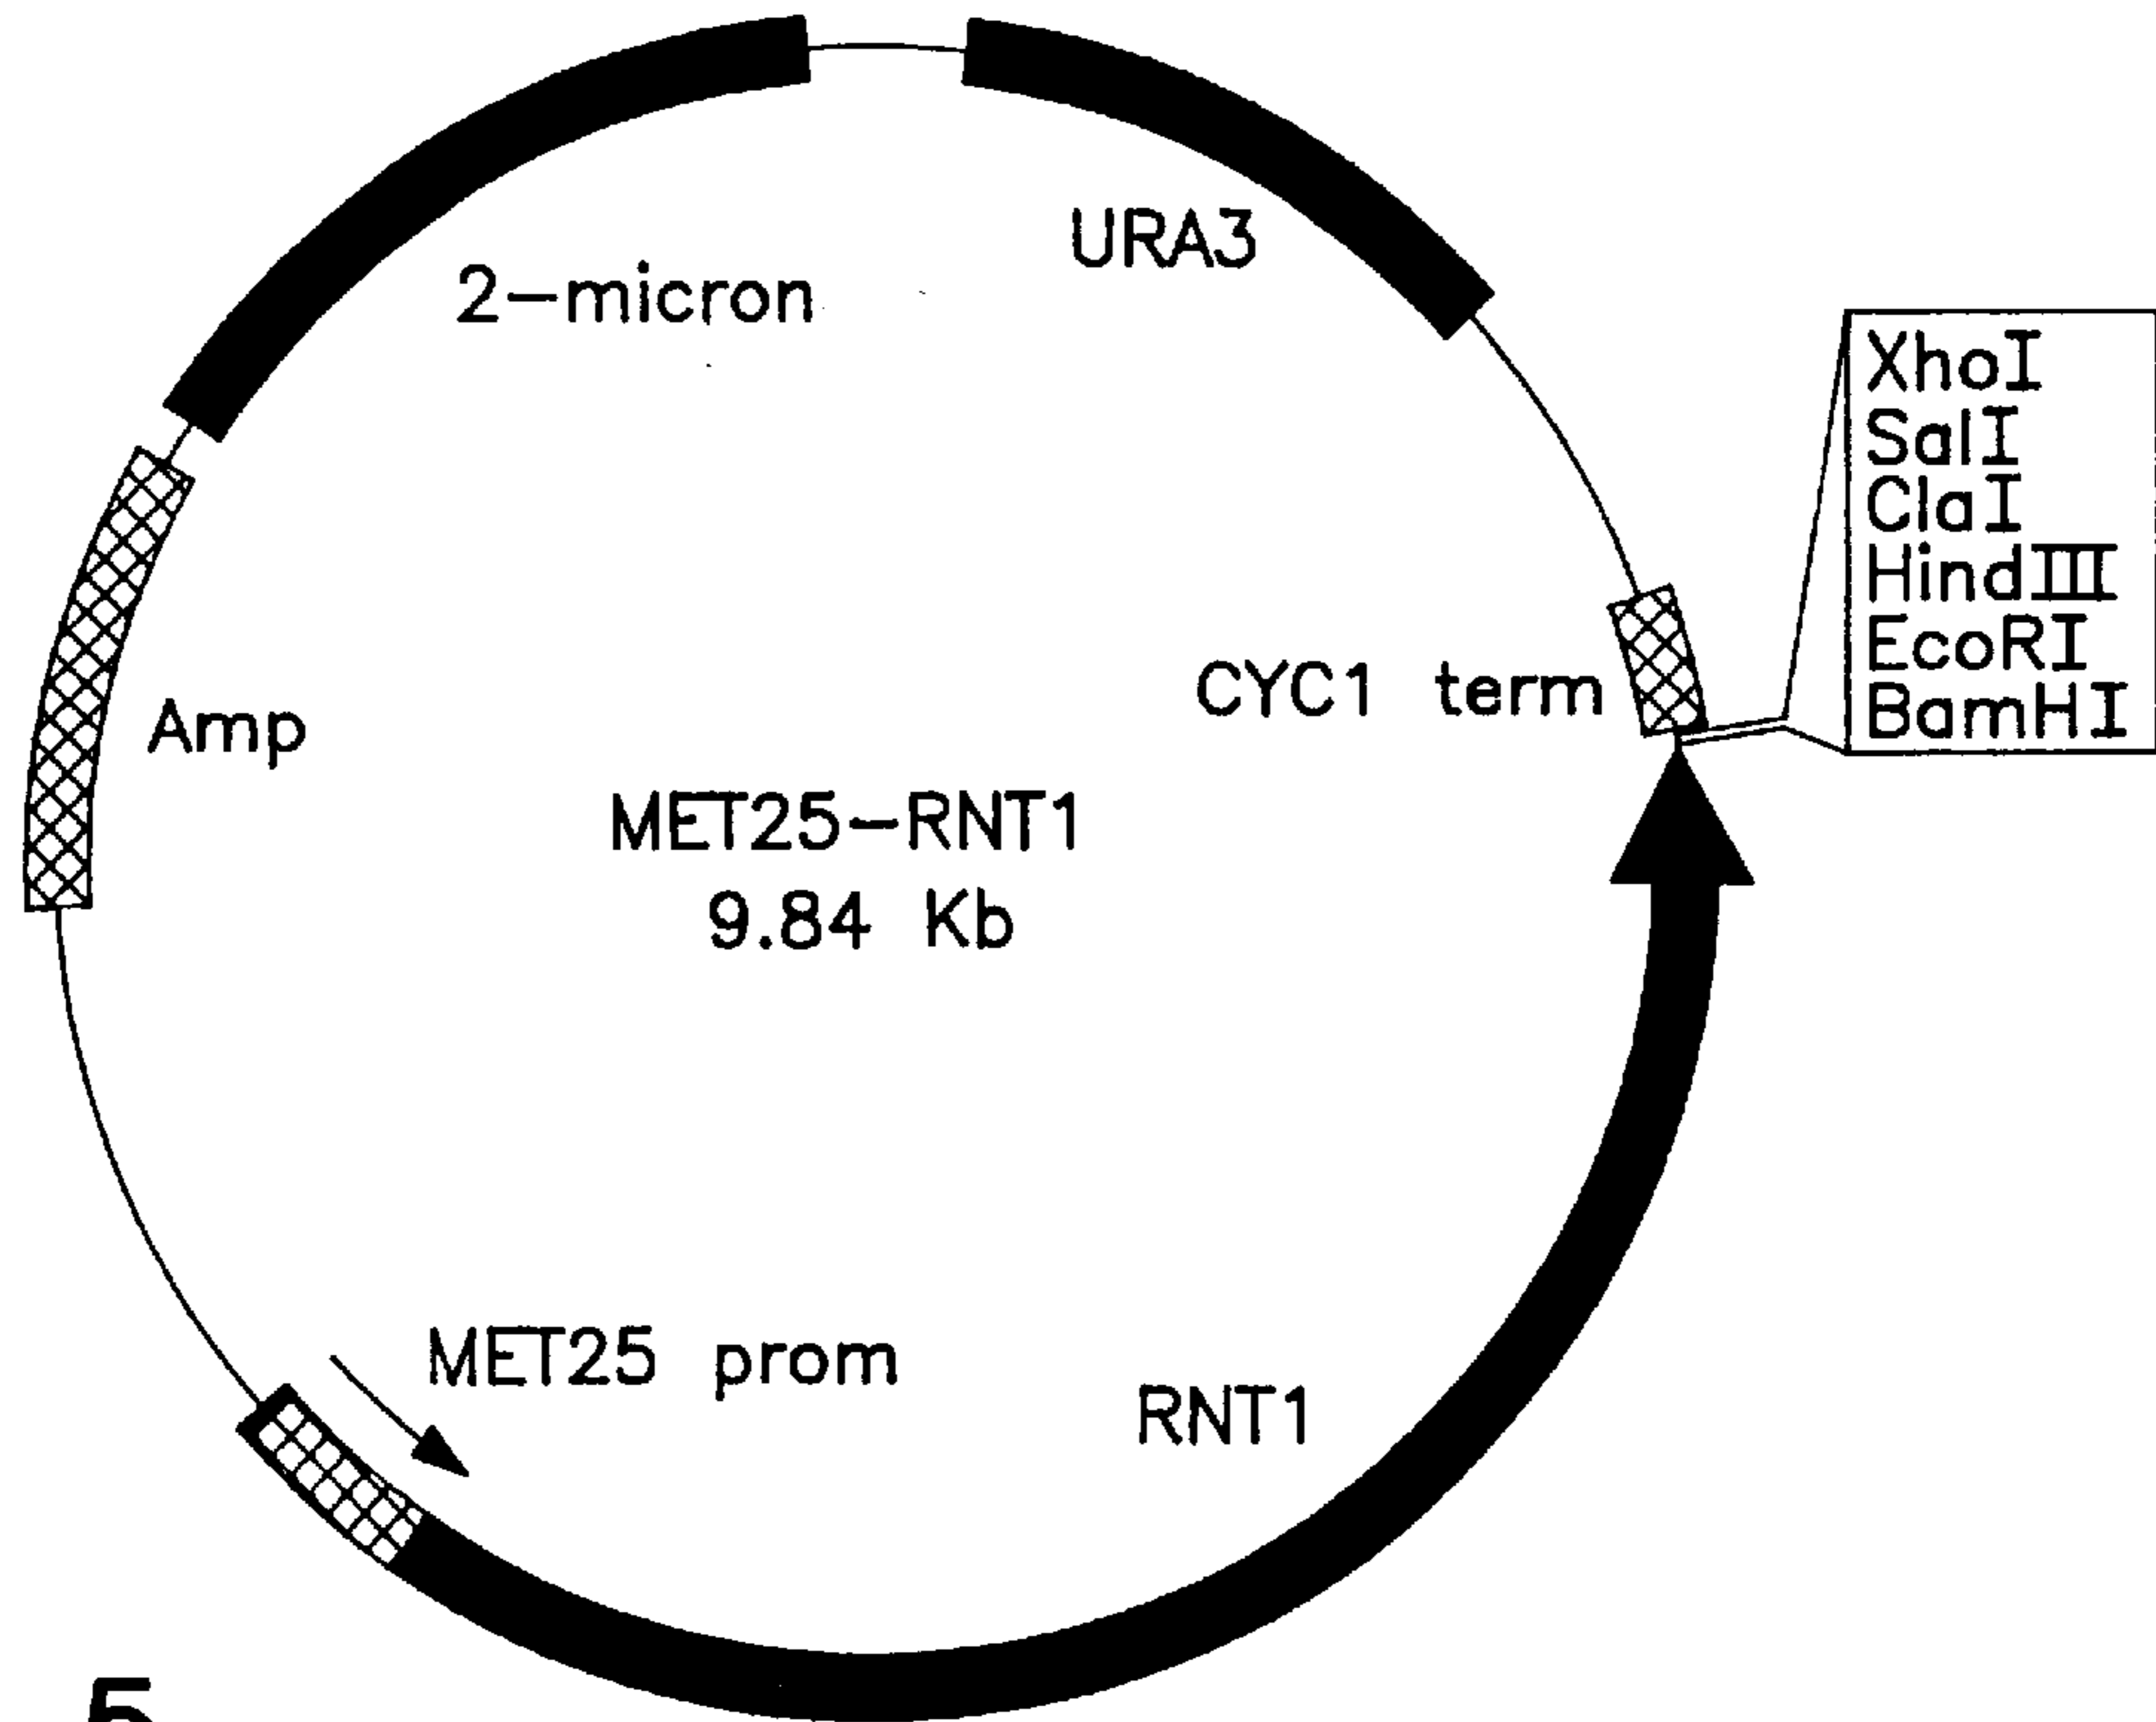 URA3
2-micron
XhoI
SalI
ClaI
HindIII
EcoRI
BamHI
CYC1 term
Amp
MET25-RNT1
9.84 Kb
MET25 prom
RNT1
5